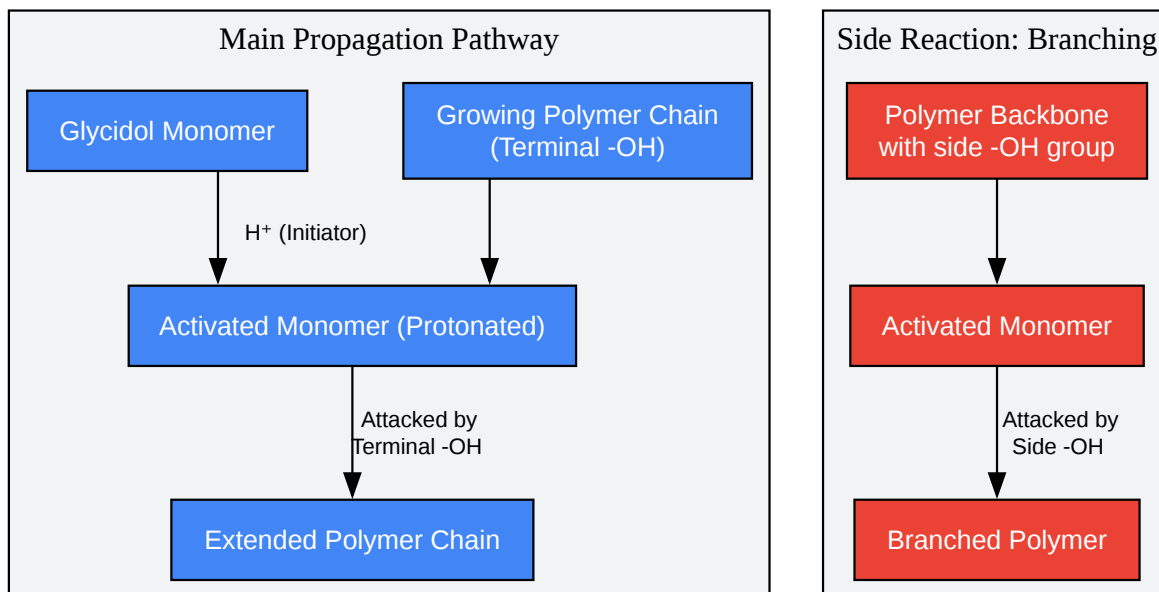 Main Propagation Pathway
Glycidol Monomer
Growing Polymer Chain
(Terminal -OH)
H⁺ (Initiator)
Activated Monomer (Protonated)
Attacked by
Terminal -OH
Extended Polymer Chain
Side Reaction: Branching
Polymer Backbone
with side -OH group
Activated Monomer
Attacked by
Side -OH
Branched Polymer